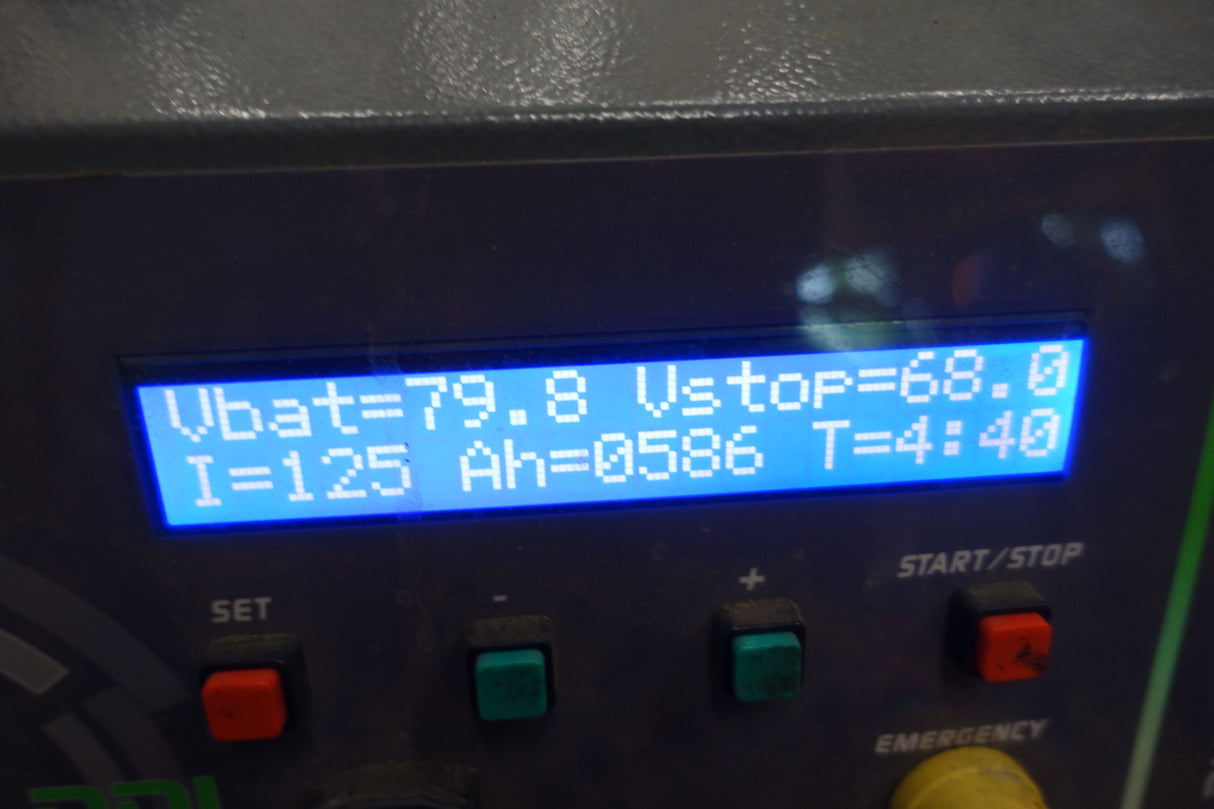 Vbat=79.8 Vstop=68.0
I=125 Ah=0586 T=4:40
START/STOP
+
-
SET
EMERGENCY